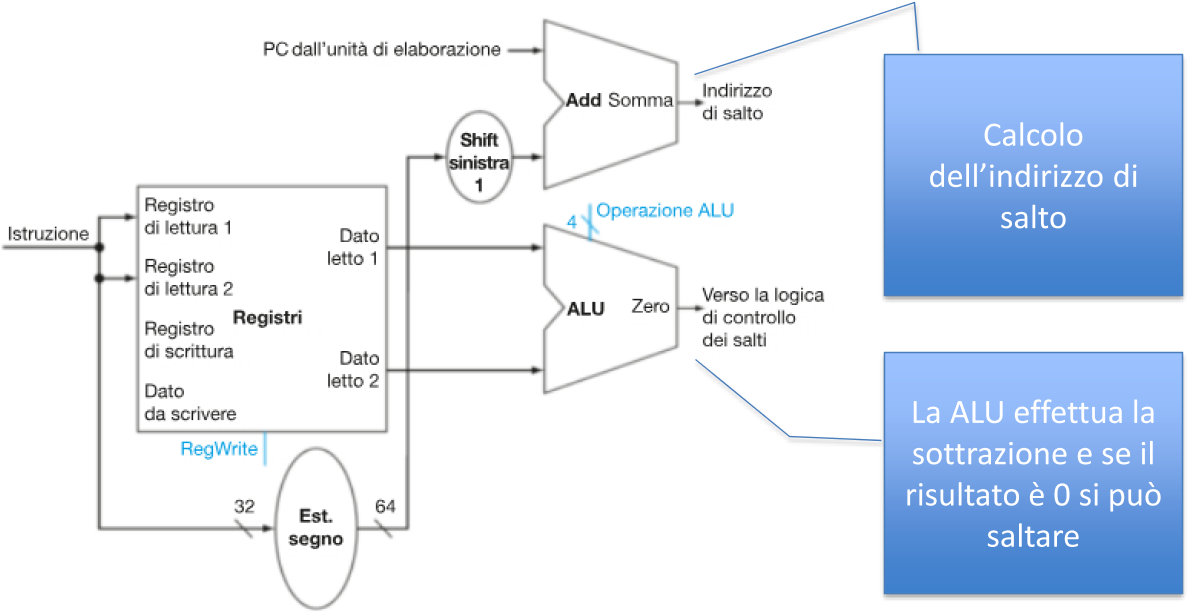 PC dall'unità di elaborazione
Add Somma
Indirizzo
di salto
Shift
sinistra
1
Calcolo
dell'indirizzo di
salto
Istruzione
Registro
di lettura 1
Registro
di lettura 2
Registri
Registro
di scrittura
Dato
da scrivere
Dato
letto 1
Dato
letto 2
RegWrite
4
Operazione ALU
ALU
Zero
Verso la logica
di controllo
dei salti
La ALU effettua la
sottrazione e se il
risultato è 0 si può
saltare
32
Est.
segno
64